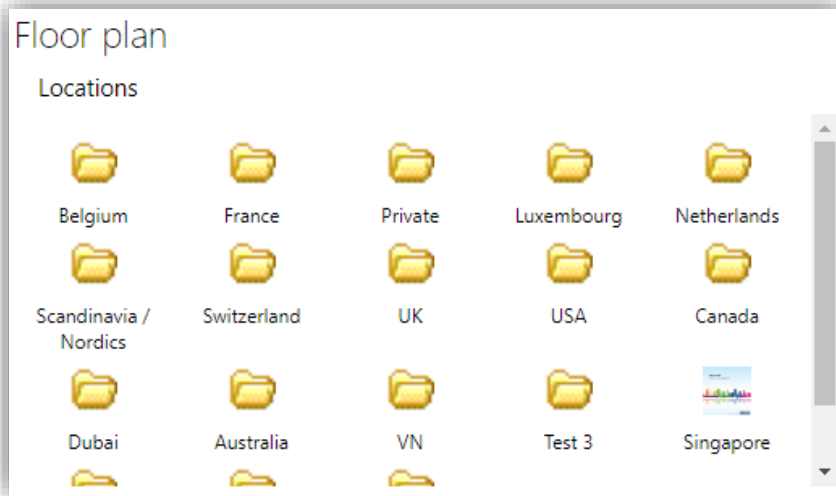 Floor plan
Locations
Belgium France Private Luxembourg Netherlands
Scandinavia / Switzerland UK USA Canada
Nordics
Dubai Australia VN Test 3 Singapore